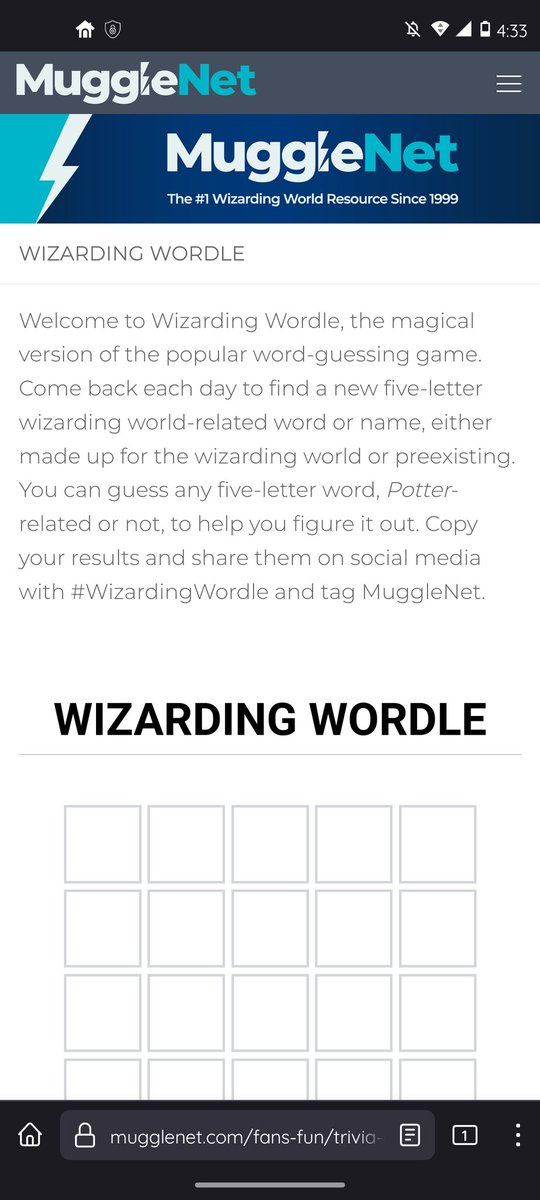 4:33
MuggleNet
MuggleNet
The #1 Wizarding World Resource Since 1999
WIZARDING WORDLE
Welcome to Wizarding Wordle, the magical
version of the popular word-guessing game.
Come back each day to find a new five-letter
wizarding world-related word or name, either
made up for the wizarding world or preexisting.
You can guess any five-letter word, Potter-
related or not, to help you figure it out. Copy
your results and share them on social media
with #WizardingWordle and tag MuggleNet.
WIZARDING WORDLE
mugglenet.com/fans-fun/trivia-
1